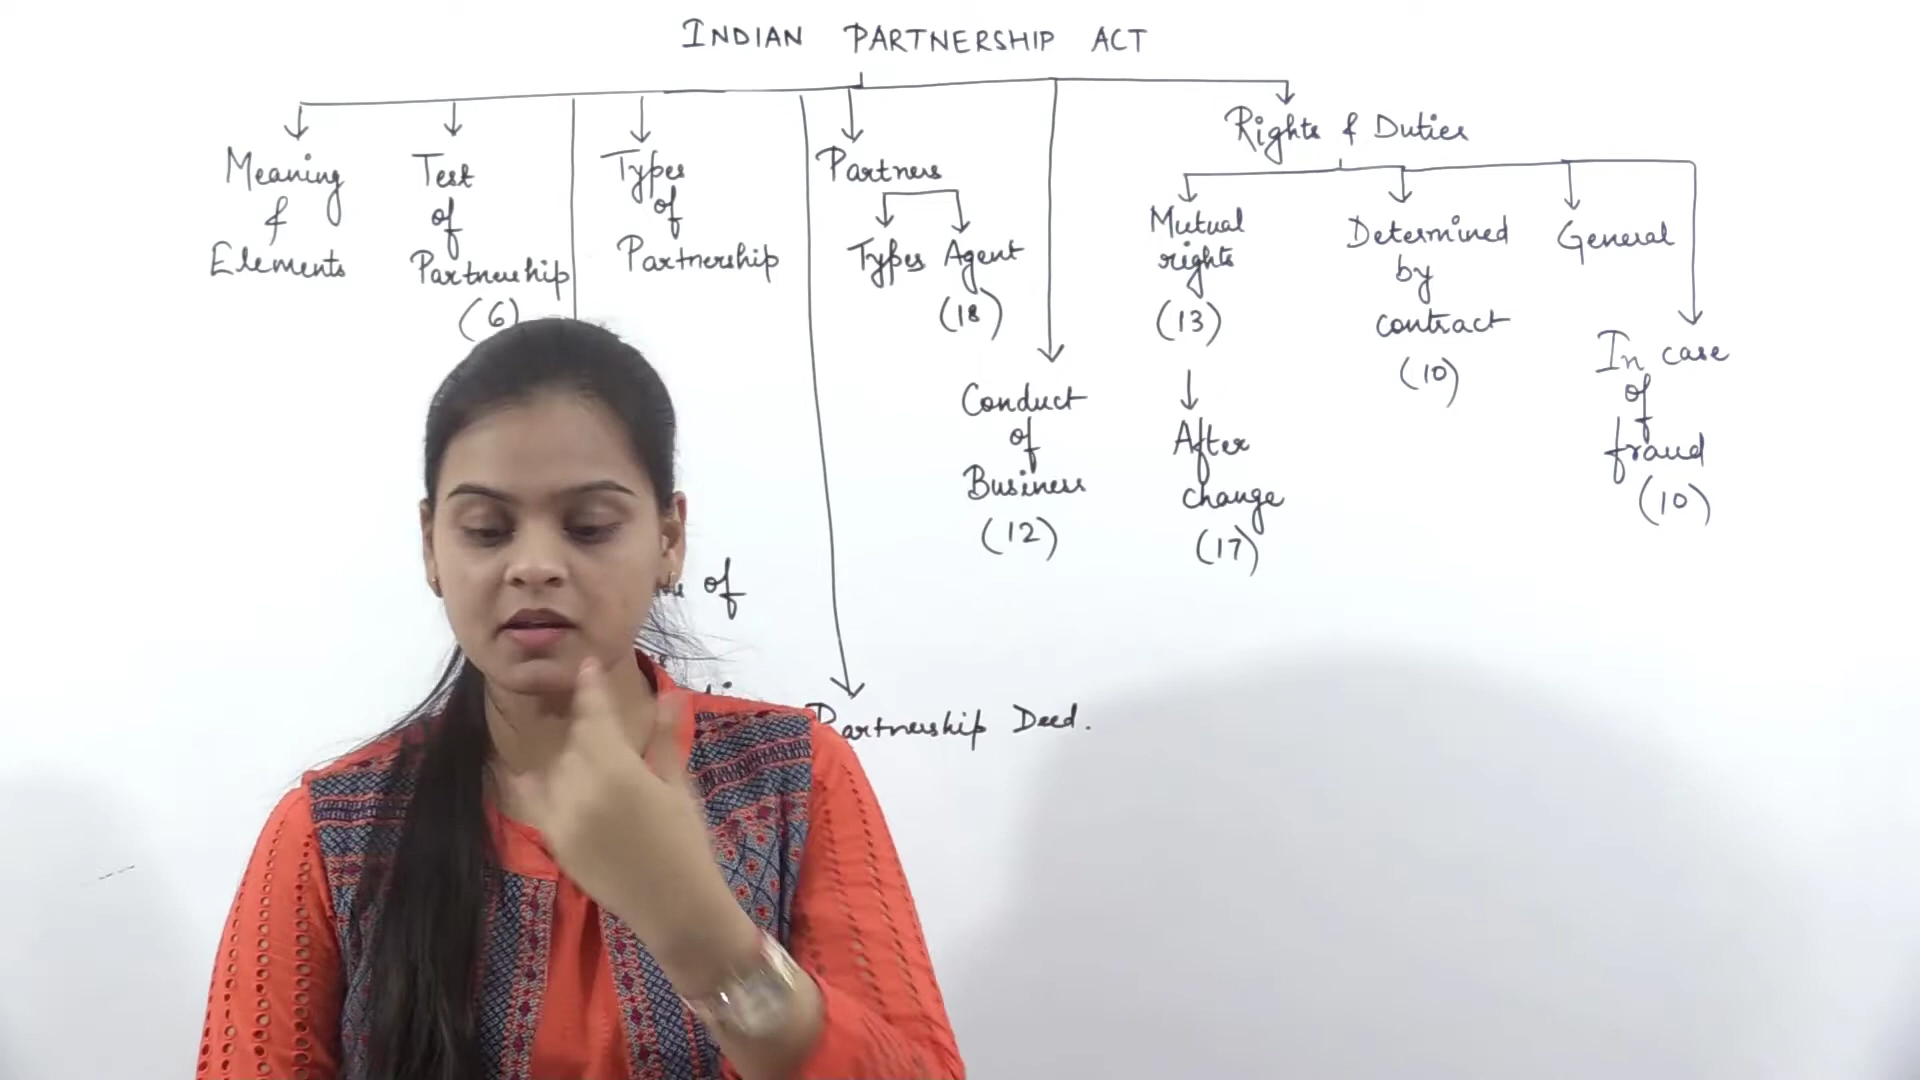 INDIAN PARTNERSHIP ACT
Meaning
&
Elements
Test
of
Partnership
(6)
Types
of
Partnership
Partners
Types
Agent
(18)
Conduct
of
Business
(12)
Rights & Duties
Mutual
rights
(13)
After
change
(17)
Determined
by
contract
(10)
General
In case
of
fraud
(10)
of
Partnership Deed.